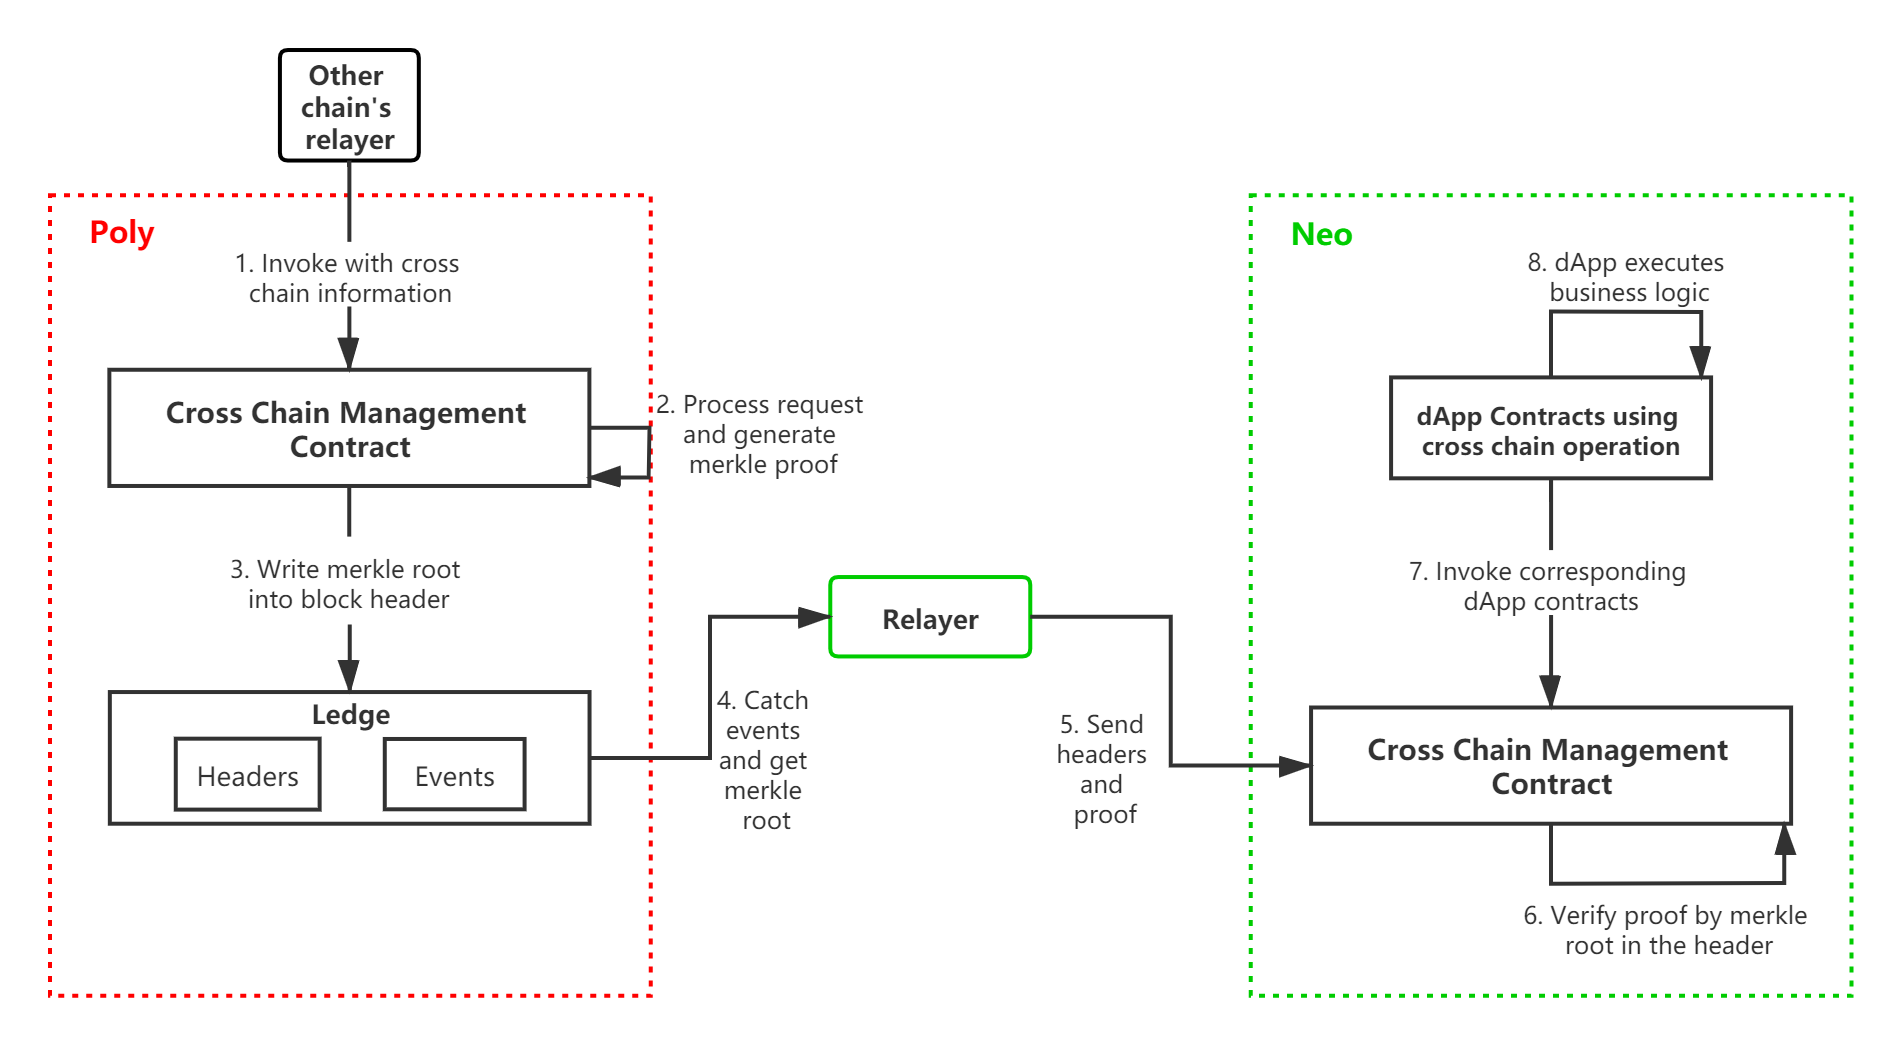 Other
chain's
relayer
Poly
1. Invoke with cross
chain information
Cross Chain Management
Contract
2. Process request
and generate
merkle proof
3. Write merkle root
into block header
Ledge
Headers
Events
4. Catch
events
and get
merkle
root
Relayer
5. Send
headers
and
proof
Neo
8. dApp executes
business logic
dApp Contracts using
cross chain operation
7. Invoke corresponding
dApp contracts
Cross Chain Management
Contract
6. Verify proof by merkle
root in the header